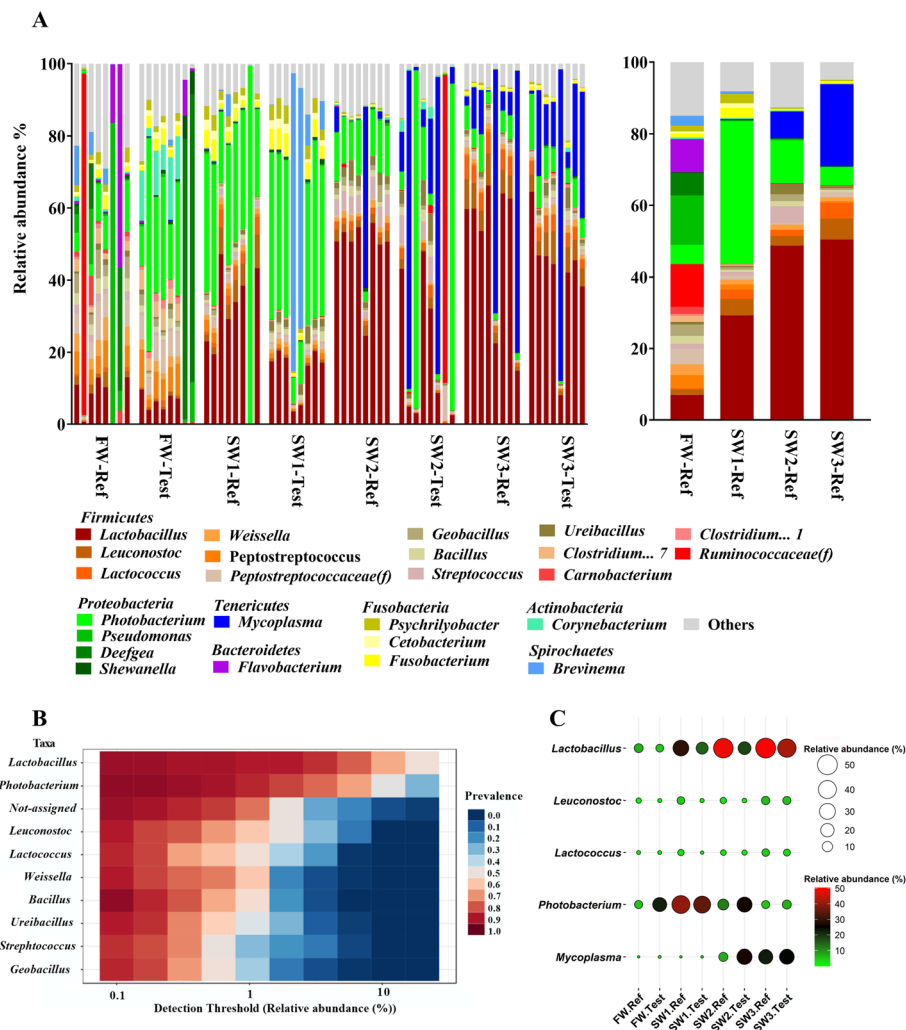 A
Relative abundance %
100
80
60
40
20
0
FW-Ref
FW-Test
SW1-Ref
SW1-Test
SW2-Ref
SW2-Test
SW3-Ref
SW3-Test
100
80
60
40
20
0
FW-Ref
SW1-Ref
SW2-Ref
SW3-Ref
Firmicutes
Lactobacillus
Leuconostoc
Lactococcus
Weissella
Peptostreptococcus
Peptostreptococcaceae(f)
Geobacillus
Bacillus
Streptococcus
Ureibacillus
Clostridium... 7
Carnobacterium
Clostridium... 1
Ruminococcaceae(f)
Proteobacteria
Photobacterium
Pseudomonas
Deefgea
Shewanella
Tenericutes
Mycoplasma
Bacteroidetes
Flavobacterium
Fusobacteria
Psychrilyobacter
Cetobacterium
Fusobacterium
Actinobacteria
Corynebacterium
Spirochaetes
Brevinema
Others
B
Taxa
Lactobacillus
Photobacterium
Not-assigned
Leuconostoc
Lactococcus
Weissella
Bacillus
Ureibacillus
Strephtococcus
Geobacillus
0.1
1
10
Detection Threshold (Relative abundance (%))
Prevalence
0.0
0.1
0.2
0.3
0.4
0.5
0.6
0.7
0.8
0.9
1.0
C
Lactobacillus
Leuconostoc
Lactococcus
Photobacterium
Mycoplasma
FW.Ref
FW.Test
SW1.Ref
SW1.Test
SW2.Ref
SW2.Test
SW3.Ref
SW3.Test
Relative abundance (%)
50
40
30
20
10
Relative abundance (%)
50
40
30
20
10